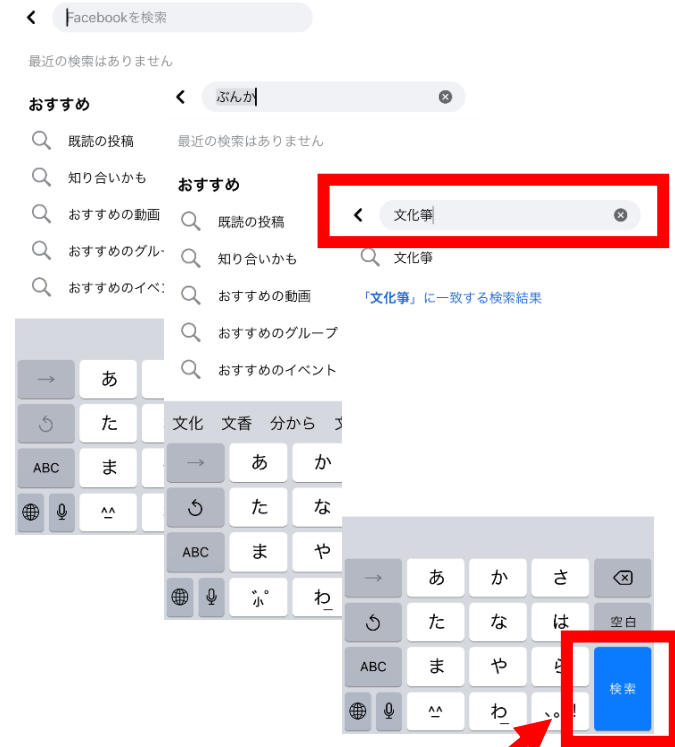 Facebookを検索
最近の検索はありません
おすすめ
既読の投稿
知り合いかも
おすすめの動画
おすすめのグルー
おすすめのイベ
→
あ
た
ABC
ま
^^
ぶんか
最近の検索はありません
おすすめ
既読の投稿
知り合いかも
おすすめの動画
おすすめのグループ
おすすめのイベント
文化 文香 分から
→ あ か
た な
ABC ま や
小 わ
文化箏
文化箏
「文化箏」に一致する検索結果
→ あ か さ
た な は 空白
ABC ま や ら 検索
^^ わ 、。!